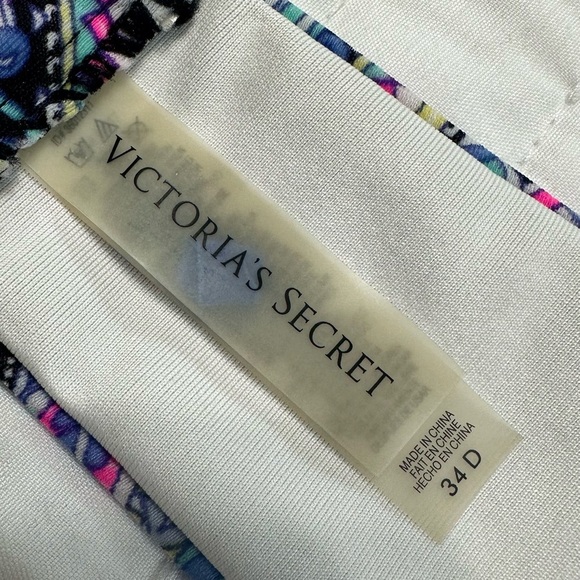 VICTORIA'S SECRET
MADE IN CHINA
FAIT EN CHINE
HECHO EN CHINA
34 D